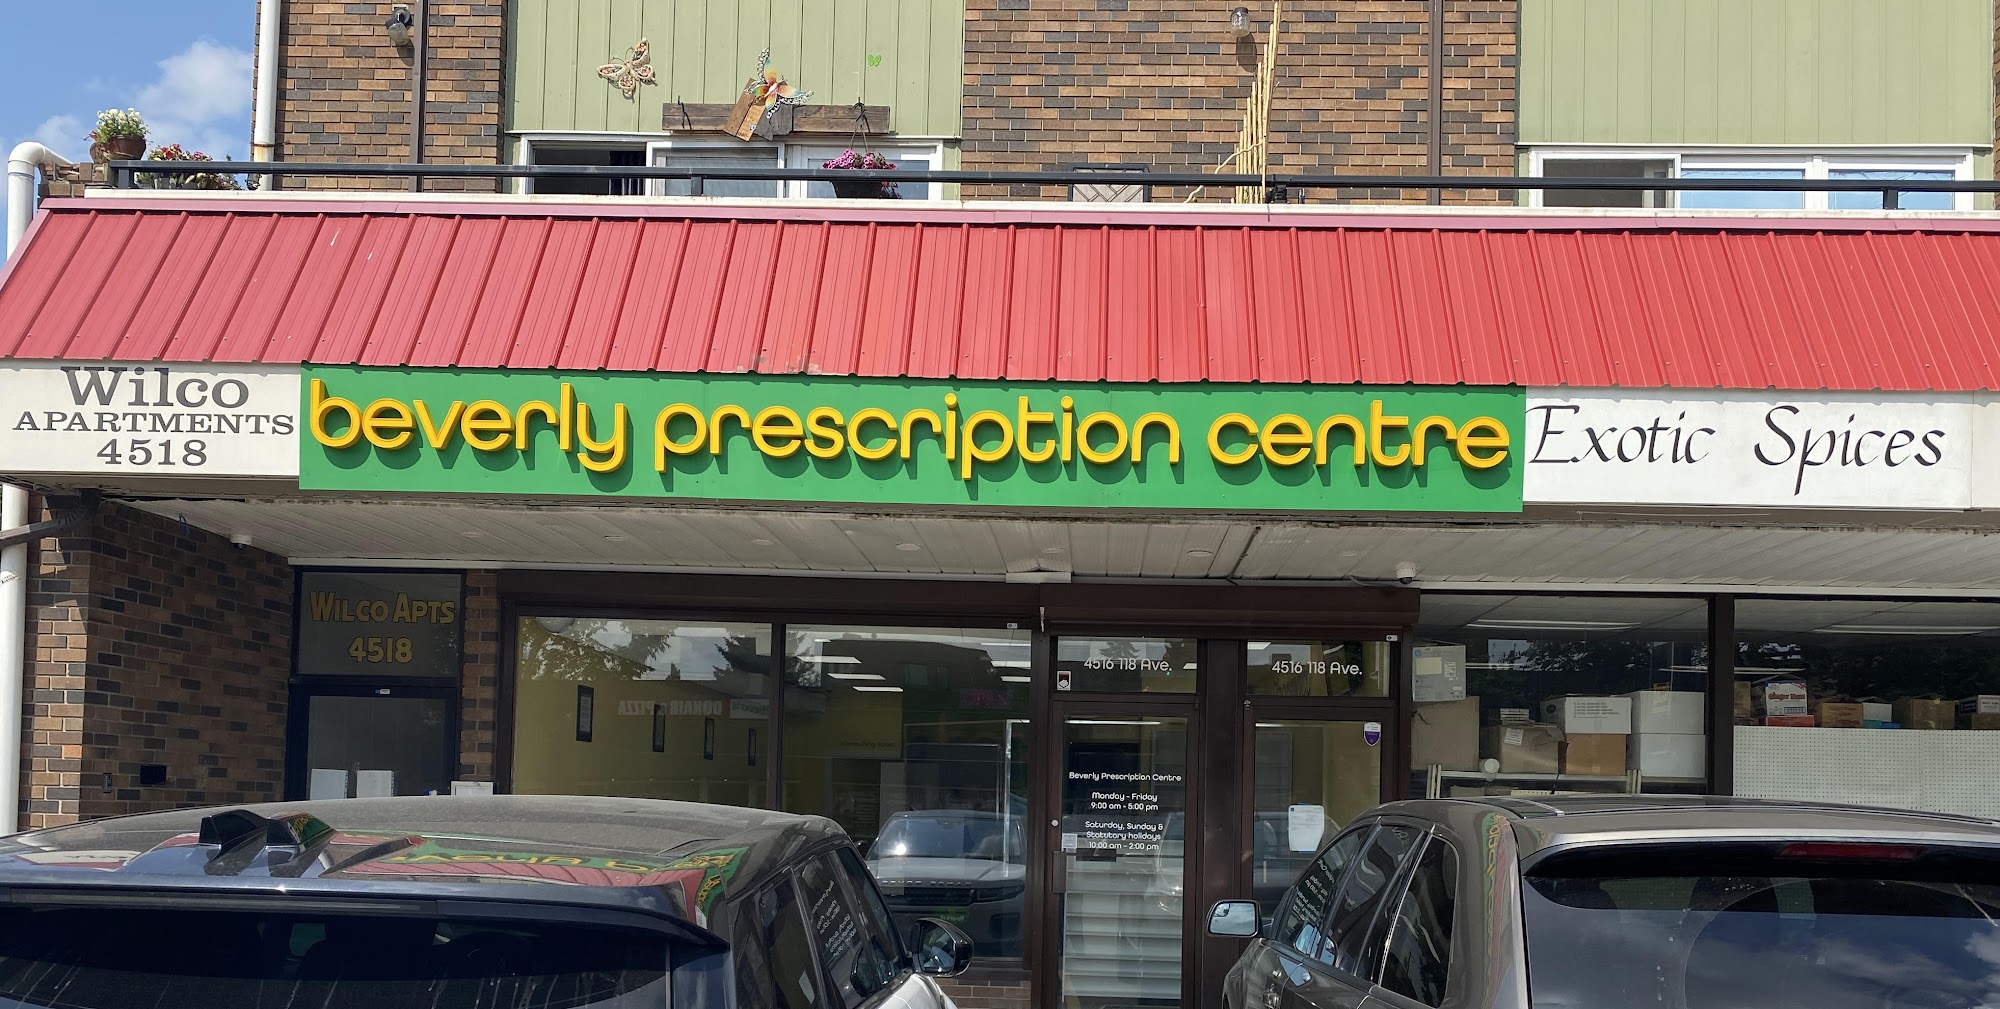 Wilco
APARTMENTS
4518
beverly prescription centre
Exotic Spices
WILCO APTS
4518
4516 118 Ave.
4516 118 Ave.
DONAIR PIZZA
Beverly Prescription Centre
Monday - Friday
9:00 am - 5:00 pm
Saturday, Sunday &
Statutory holidays
10:00 am - 2:00 pm